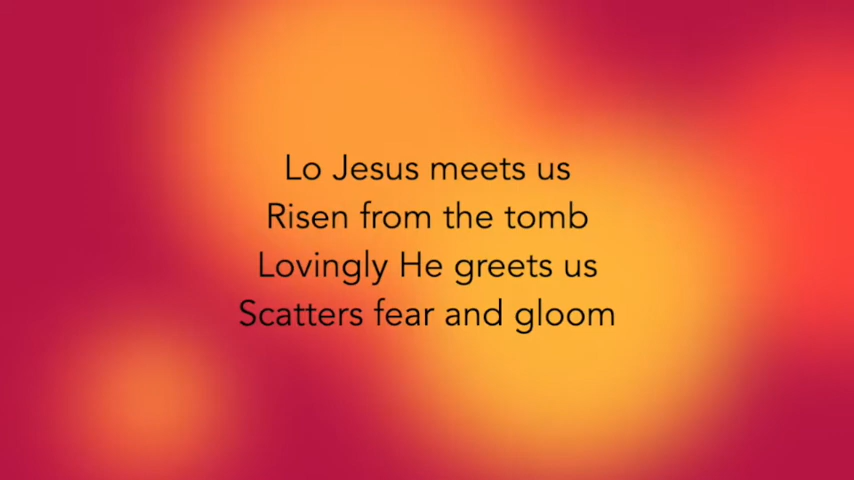 Lo Jesus meets us
Risen from the tomb
Lovingly He greets us
Scatters fear and gloom